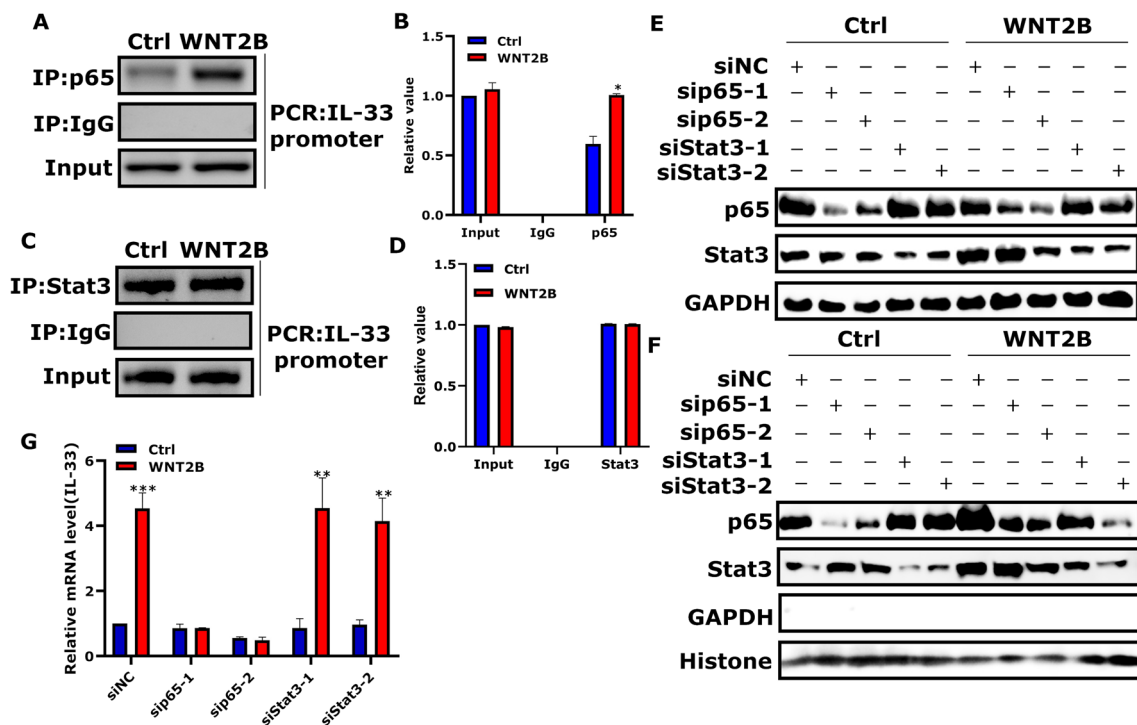 A
Ctrl WNT2B
IP:p65
IP:IgG
Input
PCR:IL-33
promoter
B
Ctrl
WNT2B
Relative value
1.5
1.0
0.5
0.0
*
Input IgG p65
C
Ctrl WNT2B
IP:Stat3
IP:IgG
Input
PCR:IL-33
promoter
D
Ctrl
WNT2B
Relative value
1.5
1.0
0.5
0.0
Input IgG Stat3
E
Ctrl WNT2B
siNC + – – – – + – – – –
sip65-1 – + – – – – + – – –
sip65-2 – – + – – – – + – –
siStat3-1 – – – + – – – – + –
siStat3-2 – – – – + – – – – +
p65
Stat3
GAPDH
F
Ctrl WNT2B
siNC + – – – – + – – – –
sip65-1 – + – – – – + – – –
sip65-2 – – + – – – – + – –
siStat3-1 – – – + – – – – + –
siStat3-2 – – – – + – – – – +
p65
Stat3
GAPDH
Histone
G
Ctrl
WNT2B
Relative mRNA level(IL-33)
6
4
2
0
*** ** **
siNC sip65-1 sip65-2 siStat3-1 siStat3-2